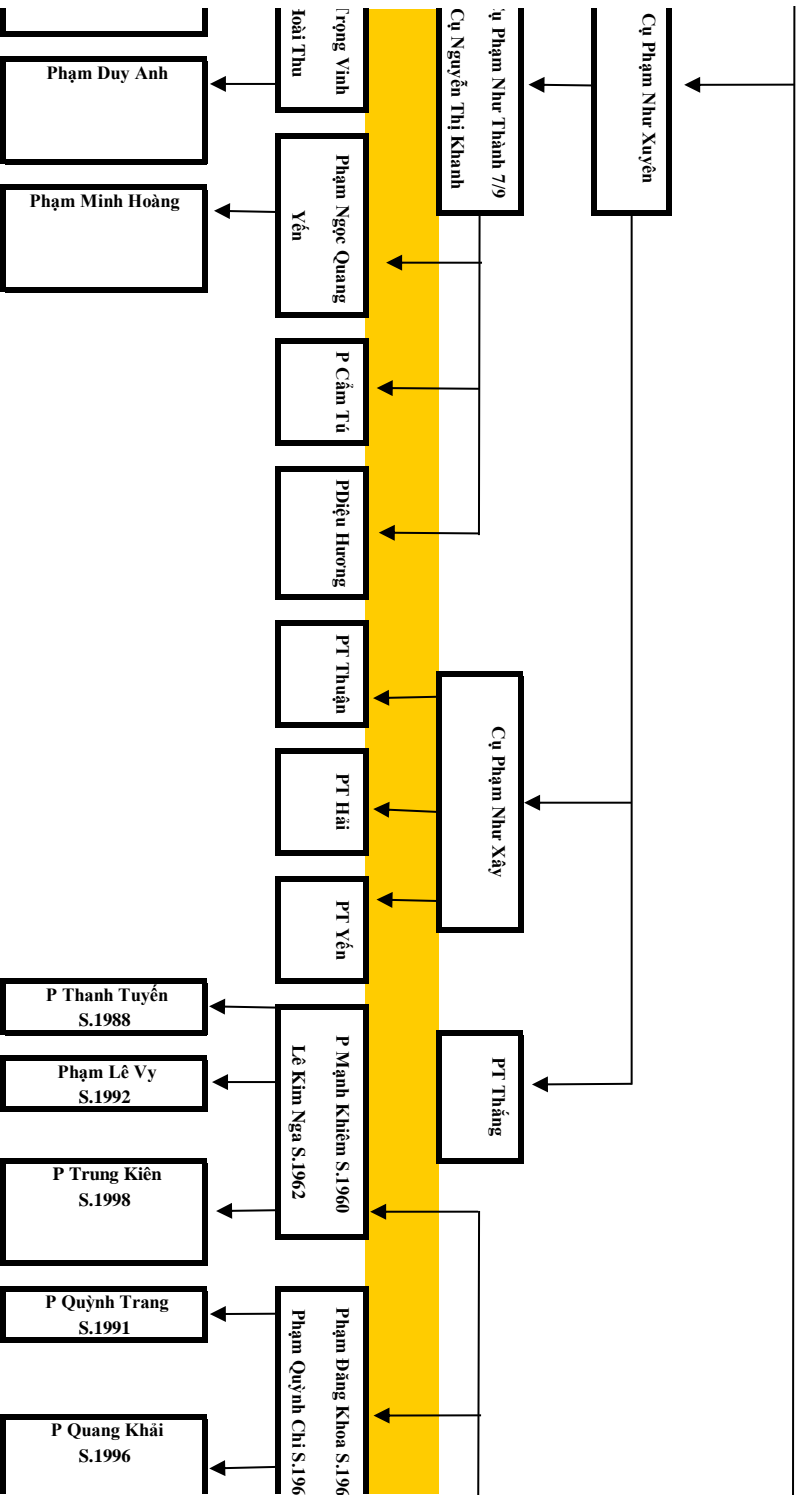 Cụ Phạm Như Xuyên
Phạm Như Thành 7/9
Cụ Nguyễn Thị Khanh
Cụ Phạm Như Xây
PT Thắng
Trọng Vinh
Hoài Thu
Phạm Ngọc Quang
Yến
P Cẩm Tú
PDiệu Hương
PT Thuận
PT Hải
PT Yến
P Mạnh Khiêm S.1960
Lê Kim Nga S.1962
Phạm Đăng Khoa S.196
Phạm Quỳnh Chi S.196
Phạm Duy Anh
Phạm Minh Hoàng
P Thanh Tuyến
S.1988
Phạm Lê Vy
S.1992
P Trung Kiên
S.1998
P Quỳnh Trang
S.1991
P Quang Khải
S.1996